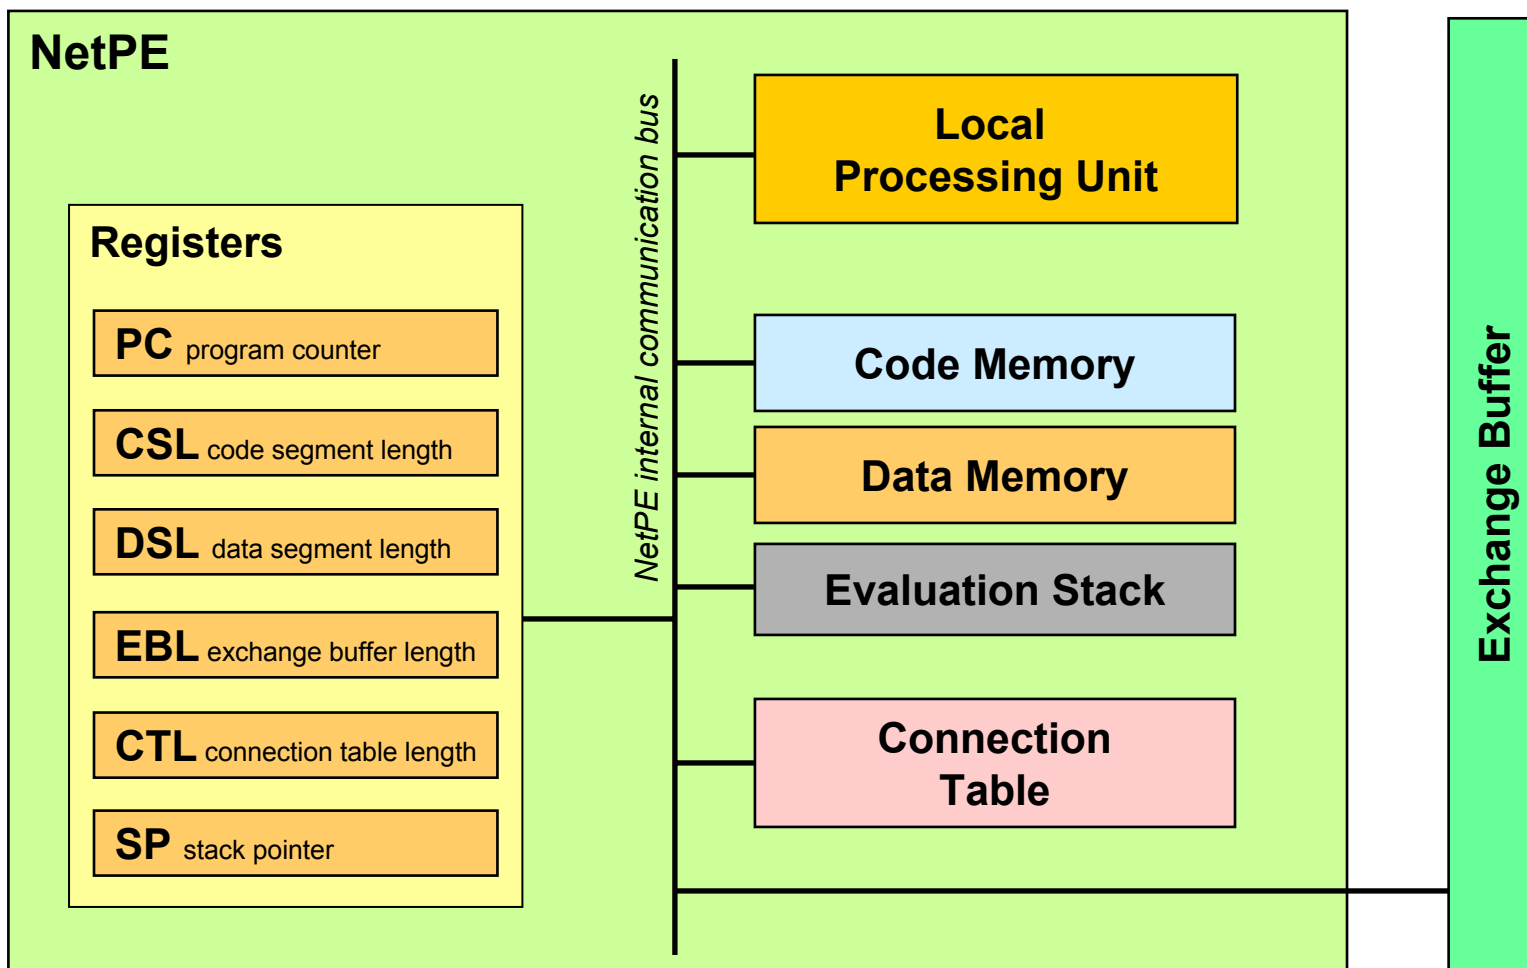 NetPE
Registers
PC program counter
CSL code segment length
DSL data segment length
EBL exchange buffer length
CTL connection table length
SP stack pointer
NetPE internal communication bus
Local
Processing Unit
Code Memory
Data Memory
Evaluation Stack
Connection
Table
Exchange Buffer